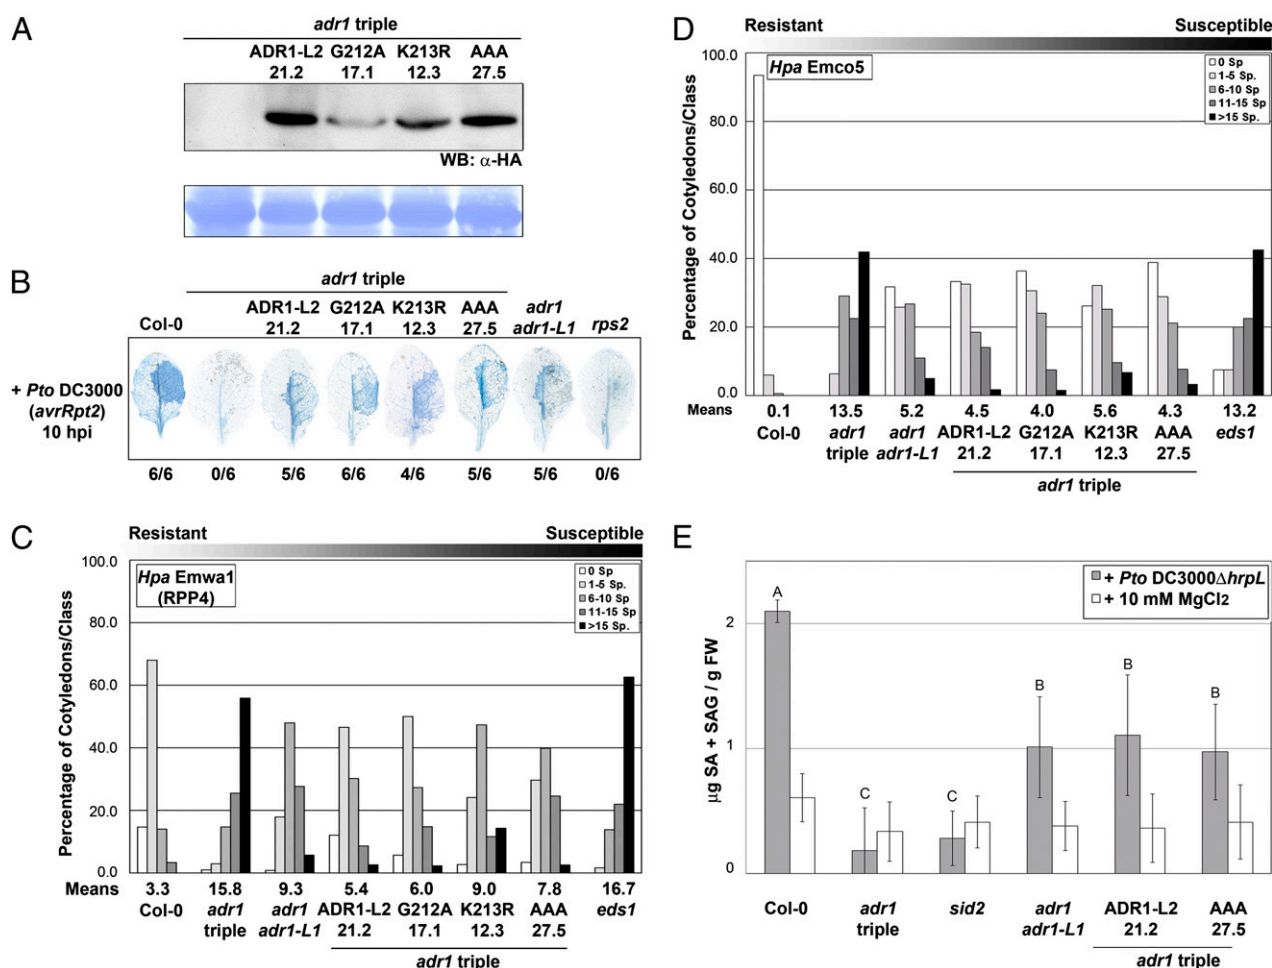 A
adr1 triple
ADR1-L2 G212A K213R AAA
21.2 17.1 12.3 27.5
WB: α-HA
B
adr1 triple
Col-0 ADR1-L2 G212A K213R AAA adr1
21.2 17.1 12.3 27.5 adr1-L1 rps2
+ Pto DC3000
(avrRpt2)
10 hpi
6/6 0/6 5/6 6/6 4/6 5/6 5/6 0/6
C
Resistant Susceptible
Percentage of Cotyledons/Class
100.0
80.0
60.0
40.0
20.0
0.0
Hpa Emwa1
(RPP4)
0 Sp
1-5 Sp.
6-10 Sp
11-15 Sp
>15 Sp.
Means 3.3 15.8 9.3 5.4 6.0 9.0 7.8 16.7
Col-0 adr1 adr1 ADR1-L2 G212A K213R AAA eds1
triple adr1-L1 21.2 17.1 12.3 27.5
adr1 triple
D
Resistant Susceptible
Percentage of Cotyledons/Class
100.0
80.0
60.0
40.0
20.0
0.0
Hpa Emco5
0 Sp
1-5 Sp.
6-10 Sp
11-15 Sp
>15 Sp.
Means 0.1 13.5 5.2 4.5 4.0 5.6 4.3 13.2
Col-0 adr1 adr1 ADR1-L2 G212A K213R AAA eds1
triple adr1-L1 21.2 17.1 12.3 27.5
adr1 triple
E
µg SA + SAG / g FW
2
1
0
+ Pto DC3000ΔhrpL
+ 10 mM MgCl2
A
C
C
B
B
B
Col-0 adr1 sid2 adr1 ADR1-L2 AAA
triple adr1-L1 21.2 27.5
adr1 triple